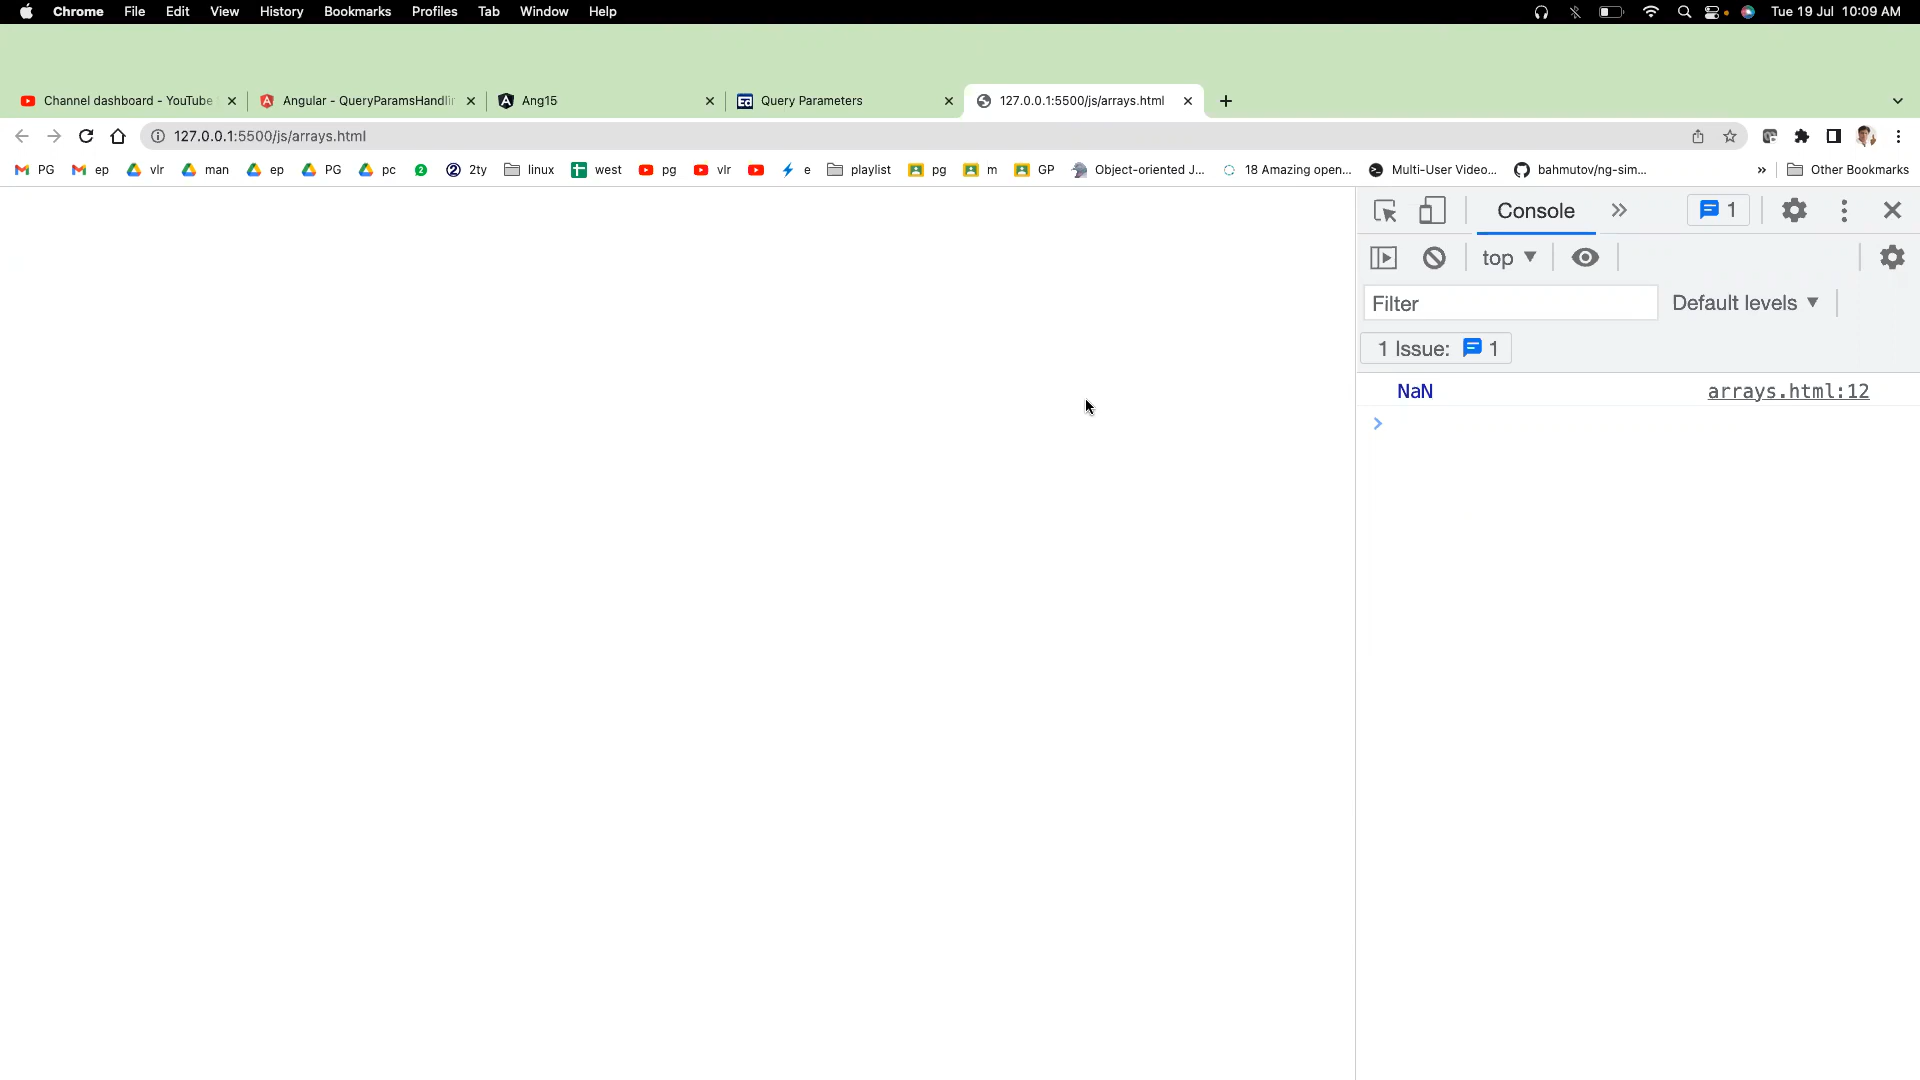 Chrome File Edit View History Bookmarks Profiles Tab Window Help Tue 19 Jul 10:09 AM
Channel dashboard - YouTube Angular - QueryParamsHandlin Ang15 Ea Query Parameters 127.0.0.1:5500/js/arrays.html
127.0.0.1:5500/js/arrays.html
PG ep vlr man ep PG pc 2 2 2ty linux west pg vlr e playlist pg m GP Object-oriented J... 18 Amazing open... Multi-User Video... bahmutov/ng-sim... » Other Bookmarks
Console 1
top
Filter Default levels
1 Issue: 1
NaN arrays.html:12